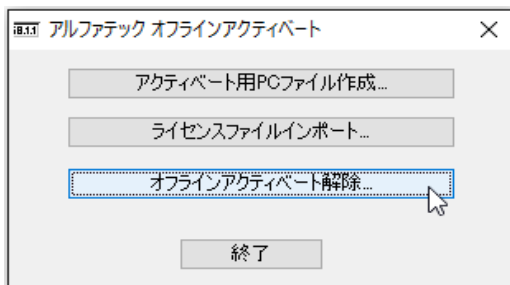 i8.1.1 アルファテック オフラインアクティベート
アクティベート用PCファイル作成...
ライセンスファイルインポート...
オフラインアクティベート解除...
終了